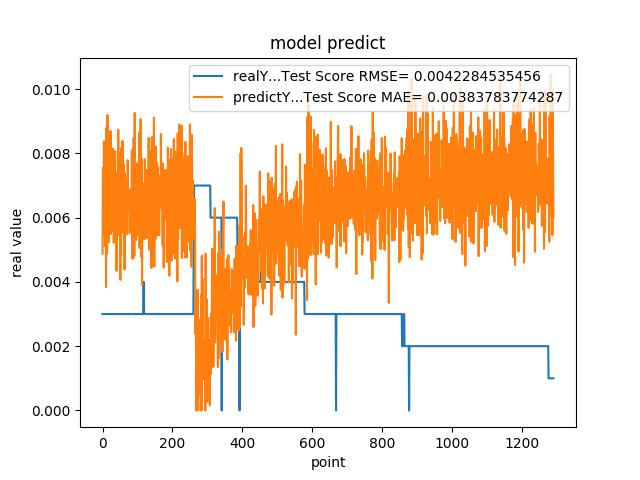 model predict
realY...Test Score RMSE= 0.0042284535456
predictY...Test Score MAE= 0.00383783774287
0.010
0.008
0.006
0.004
0.002
0.000
real value
0 200 400 600 800 1000 1200
point